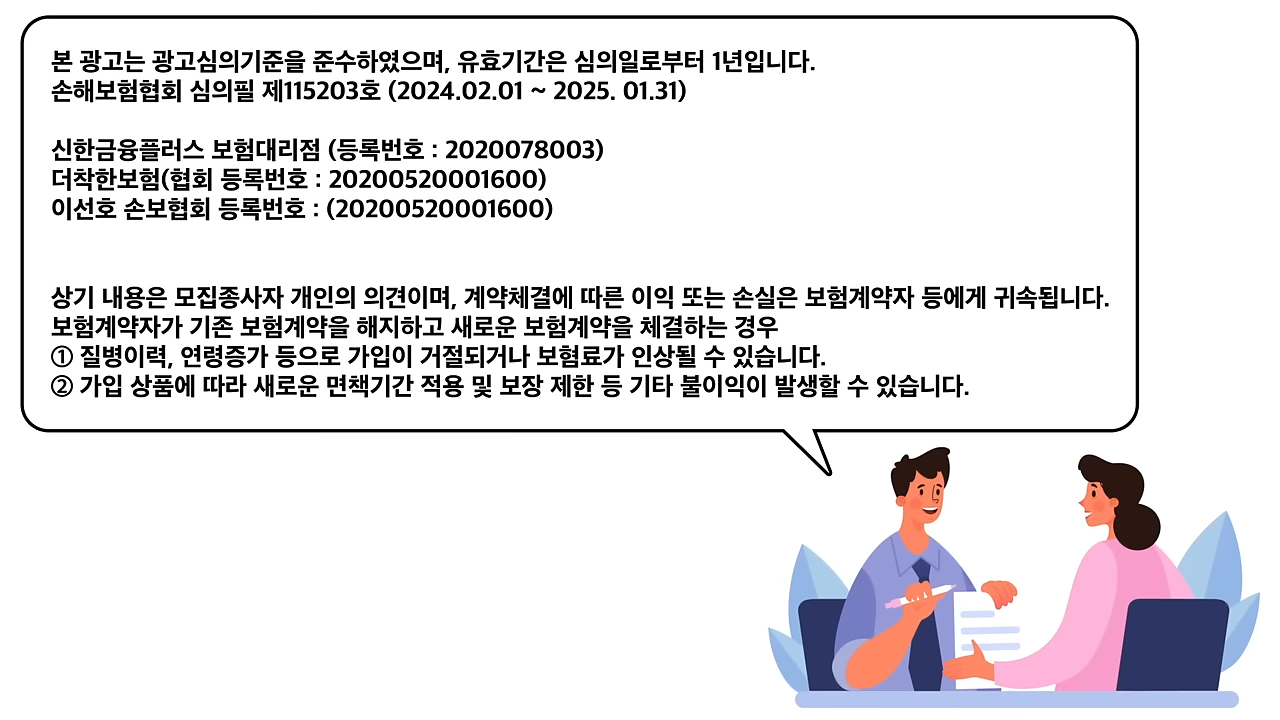 본 광고는 광고심의기준을 준수하였으며, 유효기간은 심의일로부터 1년입니다.
손해보험협회 심의필 제115203호 (2024.02.01 ~ 2025. 01.31)
신한금융플러스 보험대리점 (등록번호 : 2020078003)
더착한보험(협회 등록번호 : 20200520001600)
이선호 손보협회 등록번호 : (20200520001600)
상기 내용은 모집종사자 개인의 의견이며, 계약체결에 따른 이익 또는 손실은 보험계약자 등에게 귀속됩니다.
보험계약자가 기존 보험계약을 해지하고 새로운 보험계약을 체결하는 경우
① 질병이력, 연령증가 등으로 가입이 거절되거나 보험료가 인상될 수 있습니다.
② 가입 상품에 따라 새로운 면책기간 적용 및 보장 제한 등 기타 불이익이 발생할 수 있습니다.